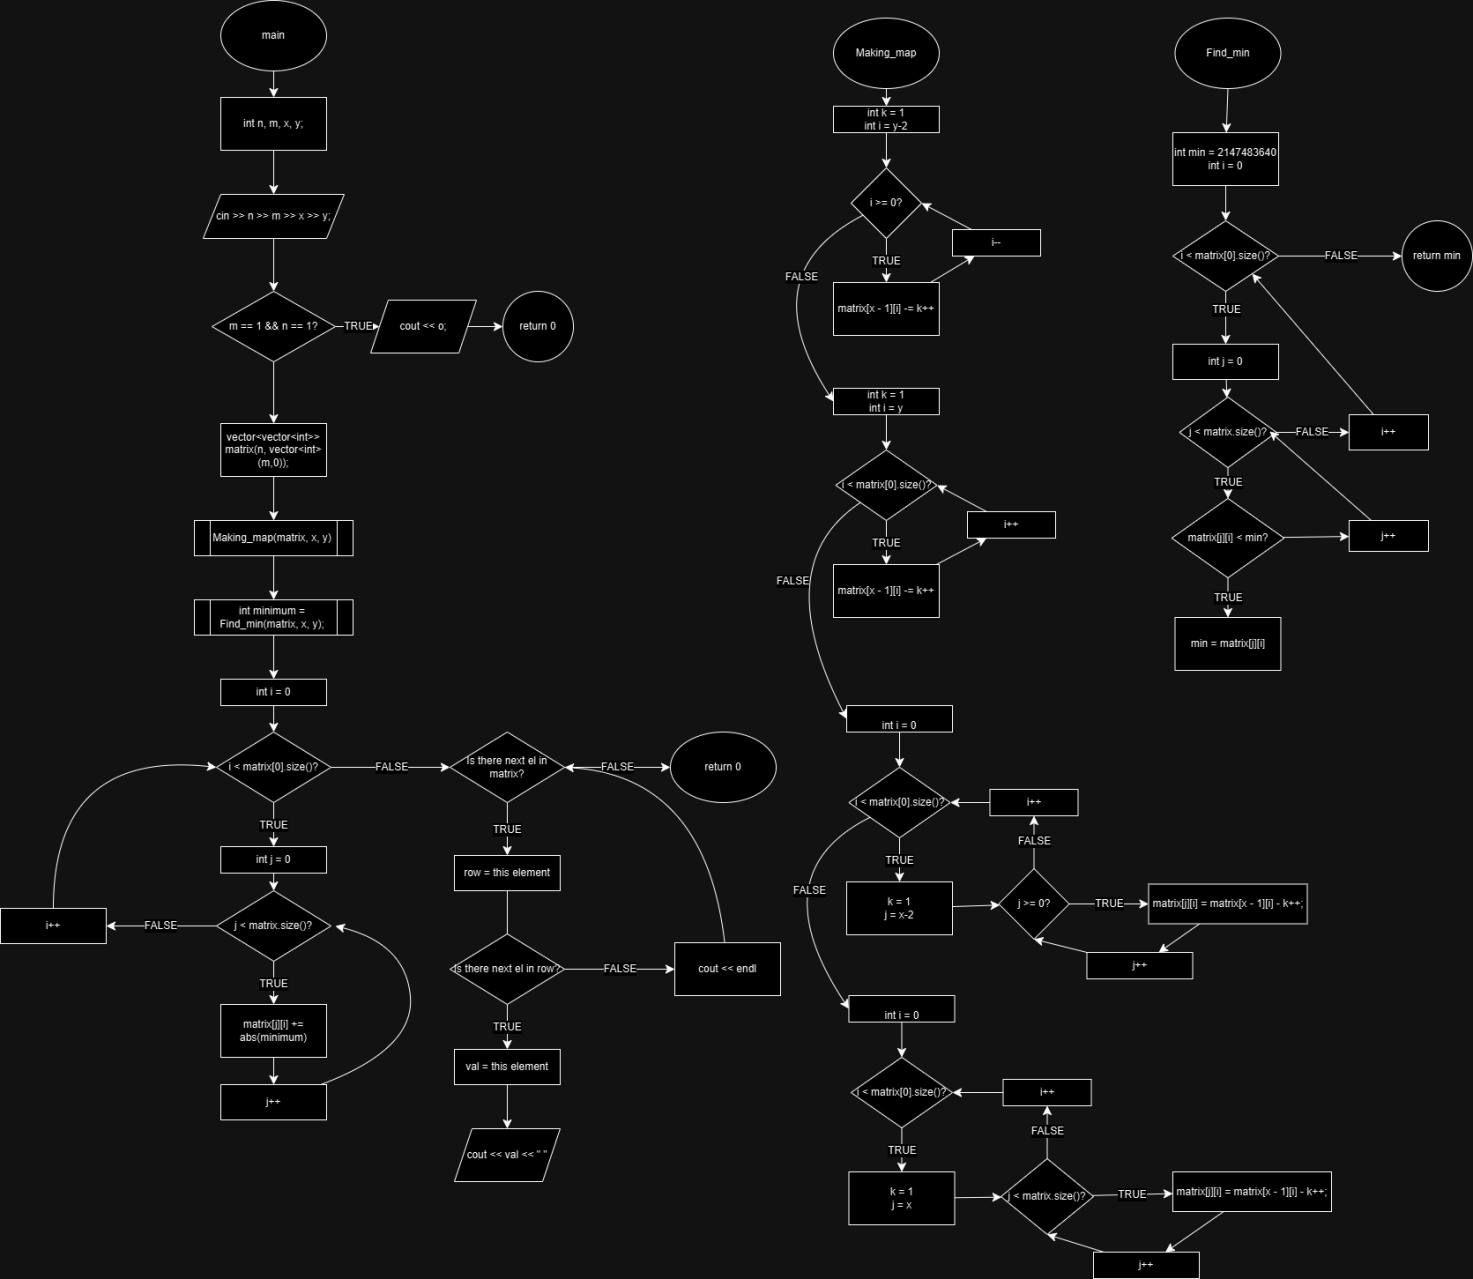 main
int n, m, x, y;
cin >> n >> m >> x >> y;
m == 1 && n == 1?
TRUE
cout << o;
return 0
vector<vector<int>>
matrix(n, vector<int>
(m,0));
Making_map(matrix, x, y)
int minimum =
Find_min(matrix, x, y);
int i = 0
i < matrix[0].size()?
FALSE
TRUE
int j = 0
j < matrix.size()?
FALSE
i++
TRUE
matrix[j][i] +=
abs(minimum)
j++
Is there next el in
matrix?
FALSE
return 0
TRUE
row = this element
Is there next el in row?
FALSE
cout << endl
TRUE
val = this element
cout << val << " "
Making_map
int k = 1
int i = y-2
i >= 0?
i--
TRUE
FALSE
matrix[x - 1][i] -= k++
int k = 1
int i = y
i < matrix[0].size()?
i++
TRUE
FALSE
matrix[x - 1][i] -= k++
int i = 0
i < matrix[0].size()?
i++
TRUE
FALSE
FALSE
k = 1
j = x-2
j >= 0?
TRUE
matrix[j][i] = matrix[x - 1][i] - k++;
j++
int i = 0
i < matrix[0].size()?
i++
TRUE
FALSE
k = 1
j = x
j < matrix.size()?
TRUE
matrix[j][i] = matrix[x - 1][i] - k++;
j++
Find_min
int min = 2147483640
int i = 0
i < matrix[0].size()?
FALSE
return min
TRUE
int j = 0
j < matrix.size()?
FALSE
i++
TRUE
matrix[j][i] < min?
j++
TRUE
min = matrix[j][i]